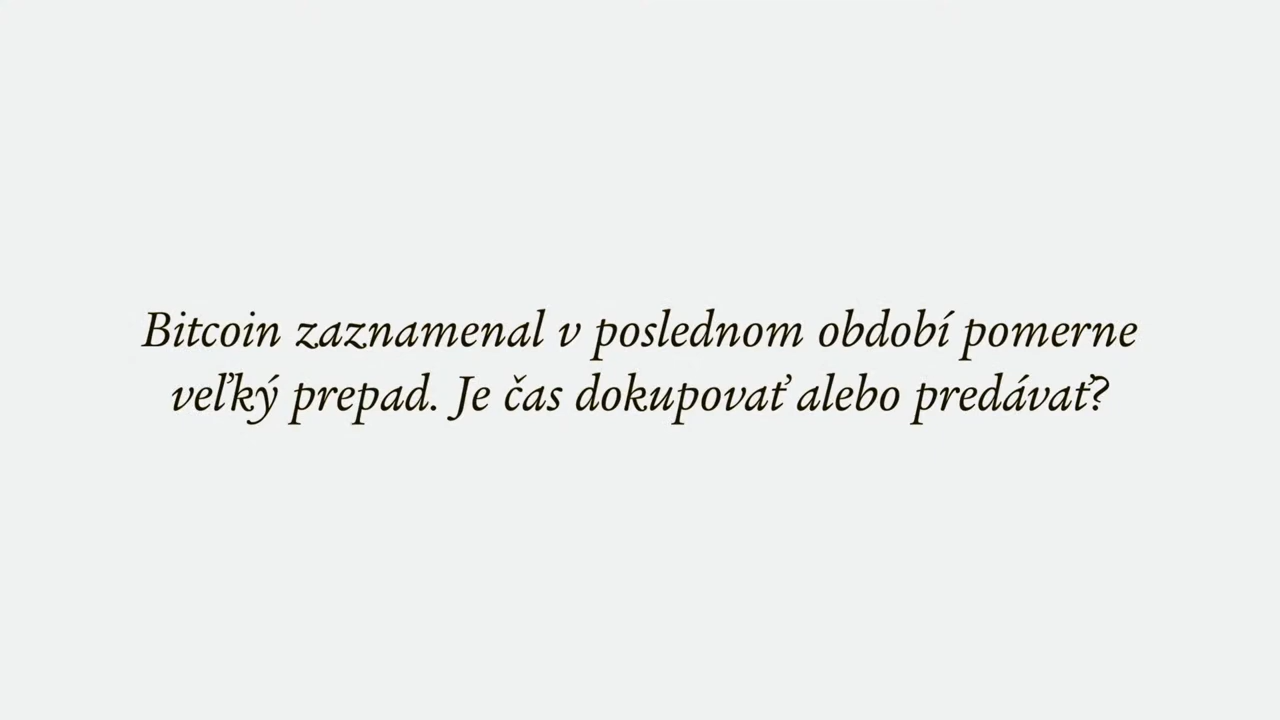 Bitcoin zaznamenal v poslednom období pomerne
veľký prepad. Je čas dokupovať alebo predávať?